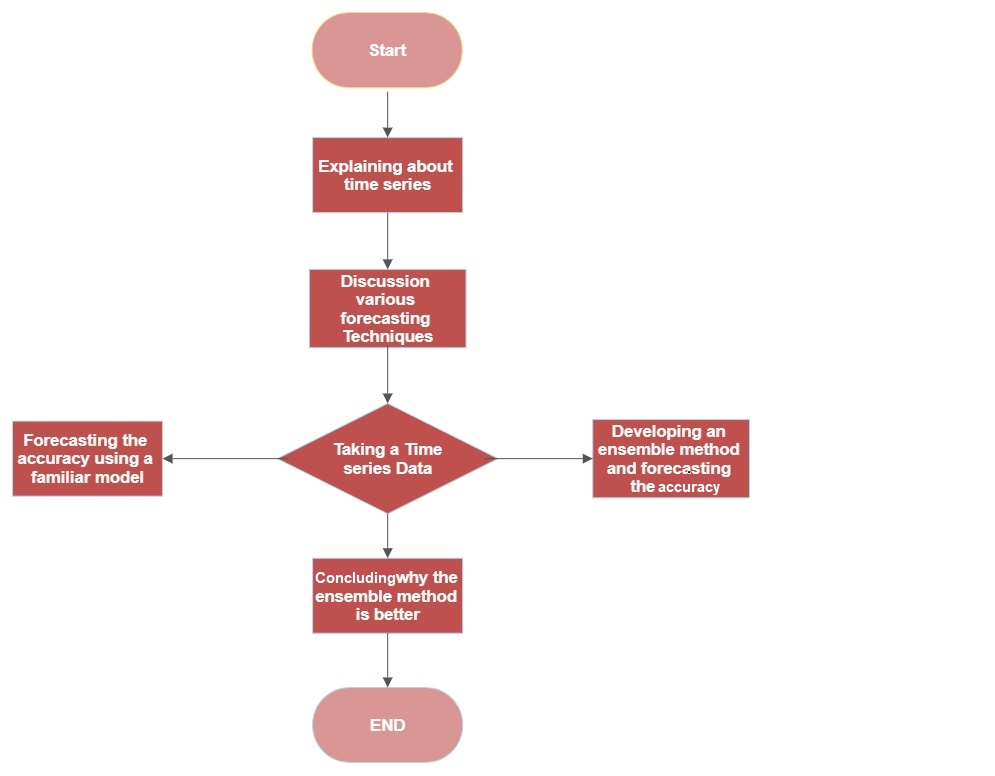 Start
Explaining about
time series
Discussion
various
forecasting
Techniques
Taking a Time
series Data
Forecasting the
accuracy using a
familiar model
Developing an
ensemble method
and forecasting
the accuracy
Concludingwhy the
ensemble method
is better
END